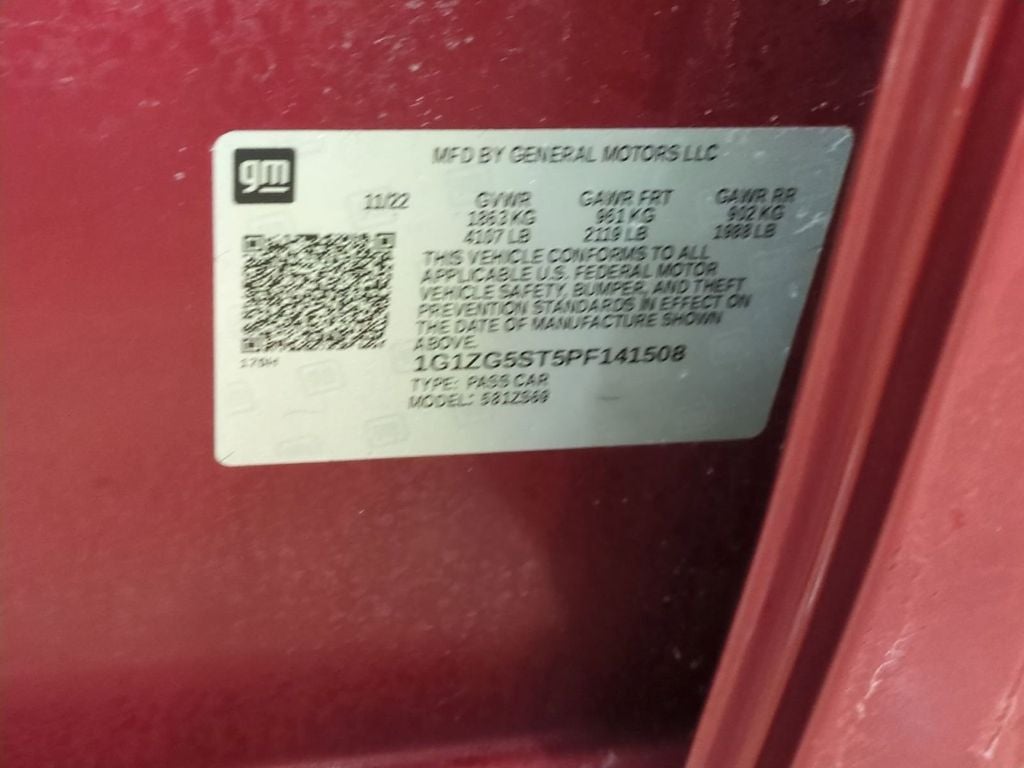 gm
MFD BY GENERAL MOTORS LLC
11/22 GVWR GAWR FRT GAWR RR
1863 KG 961 KG 902 KG
4107 LB 2119 LB 1988 LB
THIS VEHICLE CONFORMS TO ALL
APPLICABLE U.S. FEDERAL MOTOR
VEHICLE SAFETY, BUMPER, AND THEFT
PREVENTION STANDARDS IN EFFECT ON
THE DATE OF MANUFACTURE SHOWN
ABOVE.
1G1ZG5ST5PF141508
TYPE: PASS CAR
MODEL: